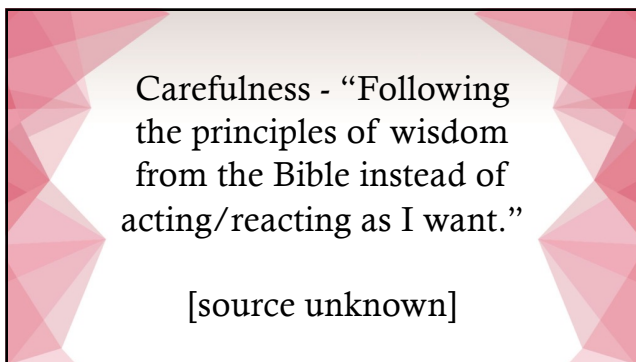 Carefulness - “Following
the principles of wisdom
from the Bible instead of
acting/reacting as I want.”
[source unknown]